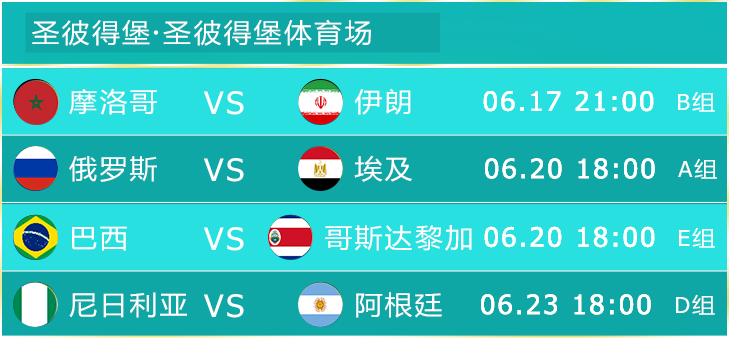 圣彼得堡·圣彼得堡体育场
摩洛哥 VS 伊朗 06.17 21:00 B组
俄罗斯 VS 埃及 06.20 18:00 A组
巴西 VS 哥斯达黎加 06.20 18:00 E组
尼日利亚 VS 阿根廷 06.23 18:00 D组